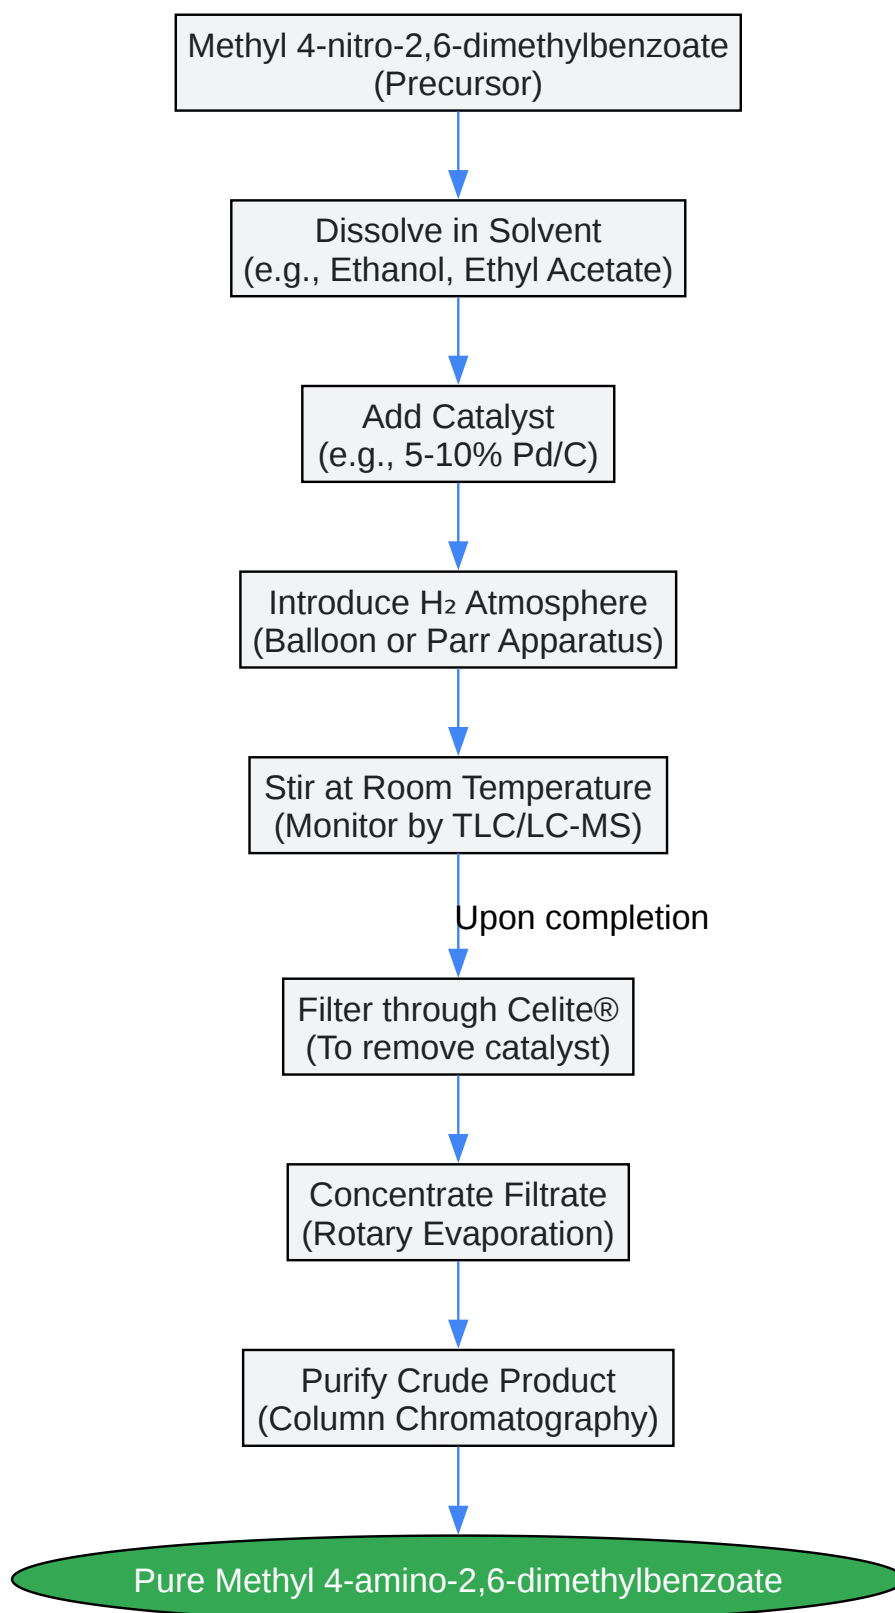 Methyl 4-nitro-2,6-dimethylbenzoate
(Precursor)
Dissolve in Solvent
(e.g., Ethanol, Ethyl Acetate)
Add Catalyst
(e.g., 5-10% Pd/C)
Introduce H₂ Atmosphere
(Balloon or Parr Apparatus)
Stir at Room Temperature
(Monitor by TLC/LC-MS)
Upon completion
Filter through Celite®
(To remove catalyst)
Concentrate Filtrate
(Rotary Evaporation)
Purify Crude Product
(Column Chromatography)
Pure Methyl 4-amino-2,6-dimethylbenzoate